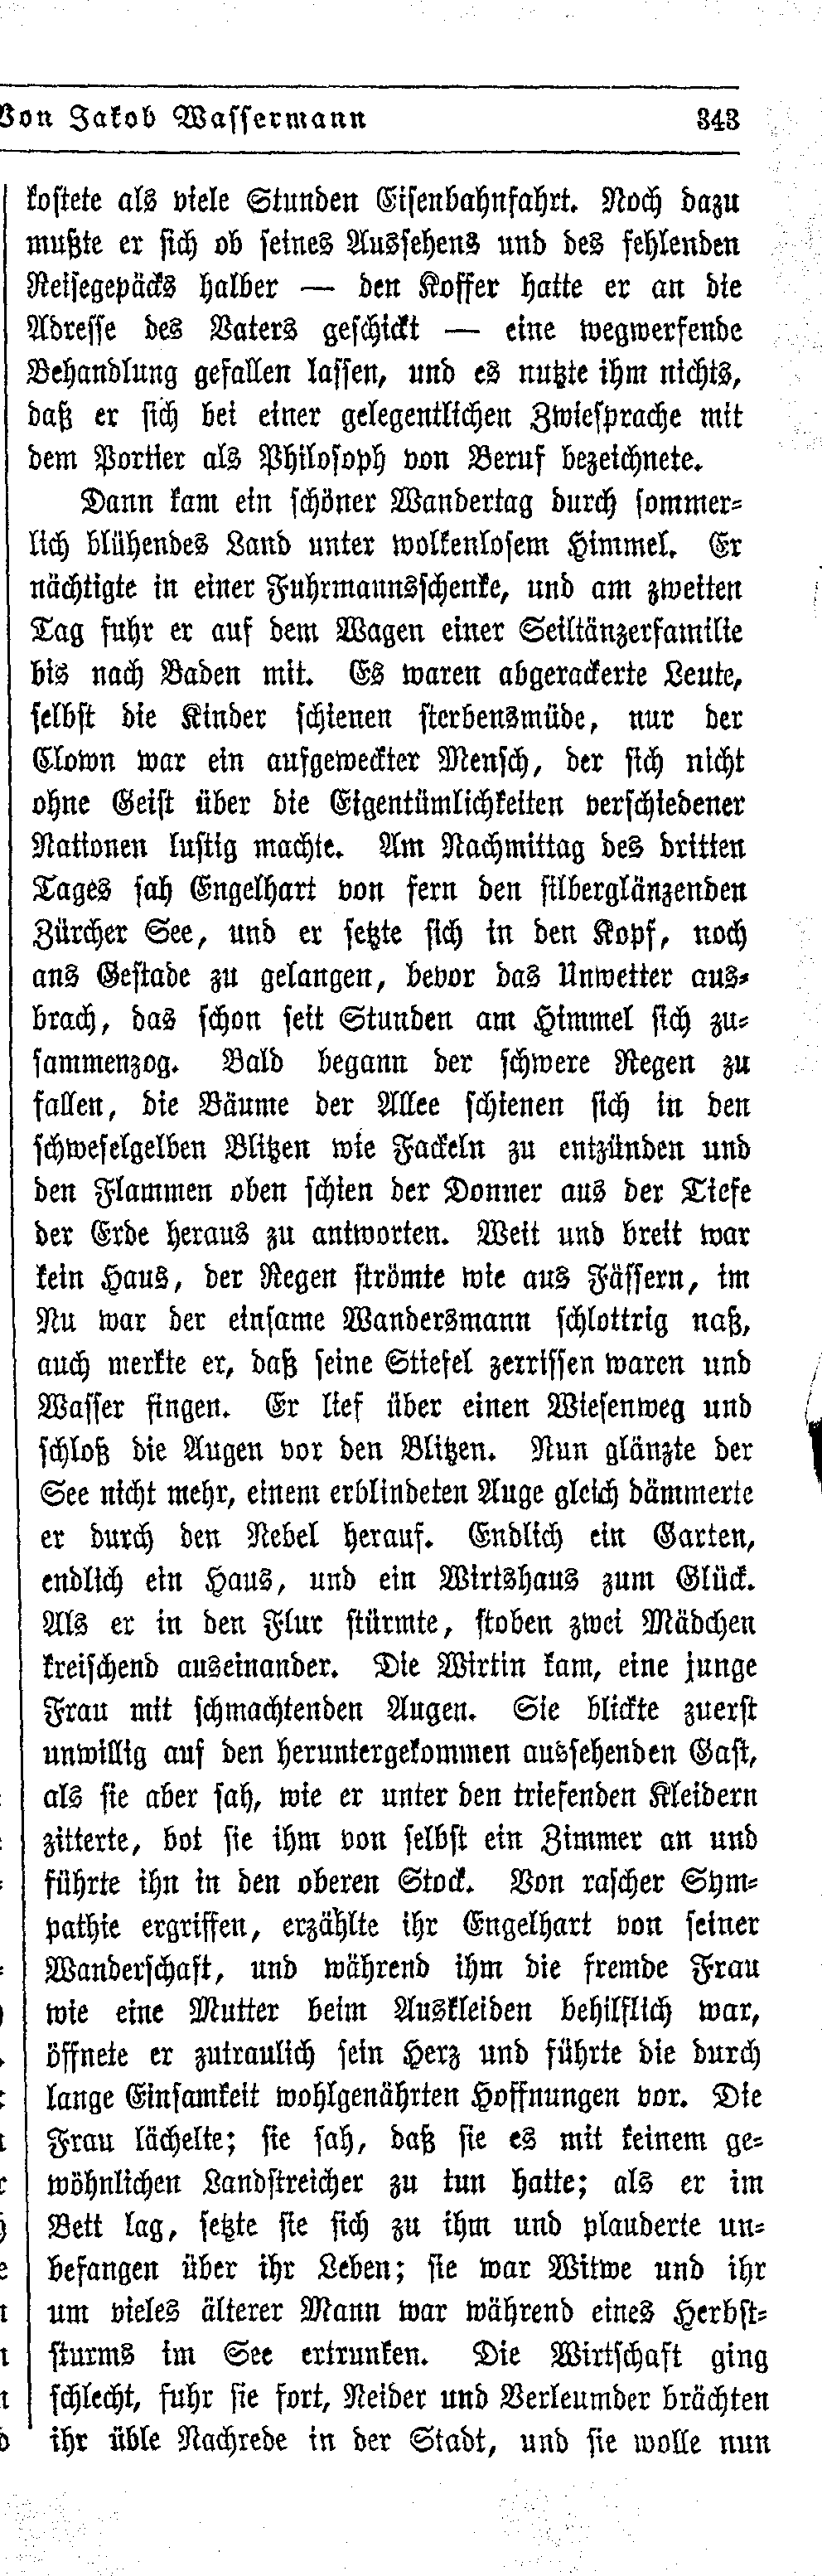 Von Jakob Wassermann 343
kostete als viele Stunden Eisenbahnfahrt. Noch dazu
mußte er sich ob seines Aussehens und des fehlenden
Reisegepäcks halber — den Koffer hatte er an die
Adresse des Vaters geschickt — eine wegwerfende
Behandlung gefallen lassen, und es nutzte ihm nichts,
daß er sich bei einer gelegentlichen Zwiesprache mit
dem Portier als Philosoph von Beruf bezeichnete.
Dann kam ein schöner Wandertag durch sommer-
lich blühendes Land unter wolkenlosem Himmel. Er
nächtigte in einer Fuhrmannsschenke, und am zweiten
Tag fuhr er auf dem Wagen einer Seiltänzerfamilie
bis nach Baden mit. Es waren abgerackerte Leute,
selbst die Kinder schienen sterbensmüde, nur der
Clown war ein aufgeweckter Mensch, der sich nicht
ohne Geist über die Eigentümlichkeiten verschiedener
Nationen lustig machte. Am Nachmittag des dritten
Tages sah Engelhart von fern den silberglänzenden
Zürcher See, und er setzte sich in den Kopf, noch
ans Gestade zu gelangen, bevor das Unwetter aus-
brach, das schon seit Stunden am Himmel sich zu-
sammenzog. Bald begann der schwere Regen zu
fallen, die Bäume der Allee schienen sich in den
schwefelgelben Blitzen wie Fackeln zu entzünden und
den Flammen oben schien der Donner aus der Tiefe
der Erde heraus zu antworten. Weit und breit war
kein Haus, der Regen strömte wie aus Fässern, im
Nu war der einsame Wandersmann schlottrig naß,
auch merkte er, daß seine Stiefel zerrissen waren und
Wasser fingen. Er lief über einen Wiesenweg und
schloß die Augen vor den Blitzen. Nun glänzte der
See nicht mehr, einem erblindeten Auge gleich dämmerte
er durch den Nebel herauf. Endlich ein Garten,
endlich ein Haus, und ein Wirtshaus zum Glück.
Als er in den Flur stürmte, stoben zwei Mädchen
kreischend auseinander. Die Wirtin kam, eine junge
Frau mit schmachtenden Augen. Sie blickte zuerst
unwillig auf den heruntergekommen aussehenden Gast,
als sie aber sah, wie er unter den triefenden Kleidern
zitterte, bot sie ihm von selbst ein Zimmer an und
führte ihn in den oberen Stock. Von rascher Sym-
pathie ergriffen, erzählte ihr Engelhart von seiner
Wanderschaft, und während ihm die fremde Frau
wie eine Mutter beim Auskleiden behilflich war,
öffnete er zutraulich sein Herz und führte die durch
lange Einsamkeit wohlgenährten Hoffnungen vor. Die
Frau lächelte; sie sah, daß sie es mit keinem ge-
wöhnlichen Landstreicher zu tun hatte; als er im
Bett lag, setzte sie sich zu ihm und plauderte un-
befangen über ihr Leben; sie war Witwe und ihr
um vieles älterer Mann war während eines Herbst-
sturms im See ertrunken. Die Wirtschaft ging
schlecht, fuhr sie fort, Neider und Verleumder brächten
ihr üble Nachrede in der Stadt, und sie wolle nun